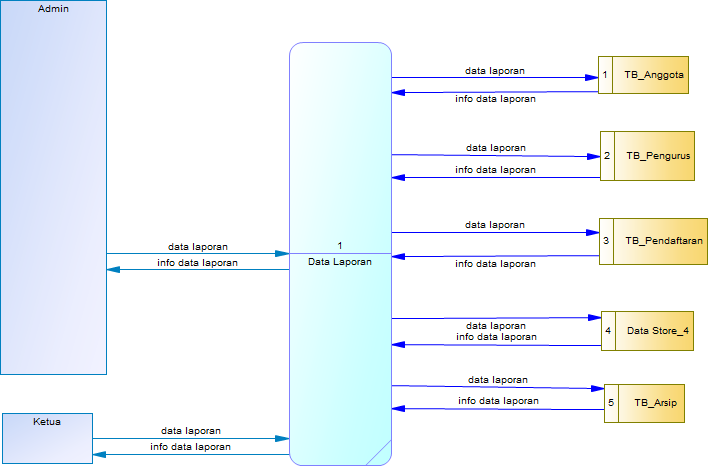 Admin
data laporan
1
TB_Anggota
info data laporan
data laporan
2
TB_Pengurus
info data laporan
data laporan
3
TB_Pendaftaran
info data laporan
data laporan
info data laporan
1
Data Laporan
data laporan
info data laporan
4
Data Store_4
data laporan
info data laporan
5
TB_Arsip
Ketua
data laporan
info data laporan